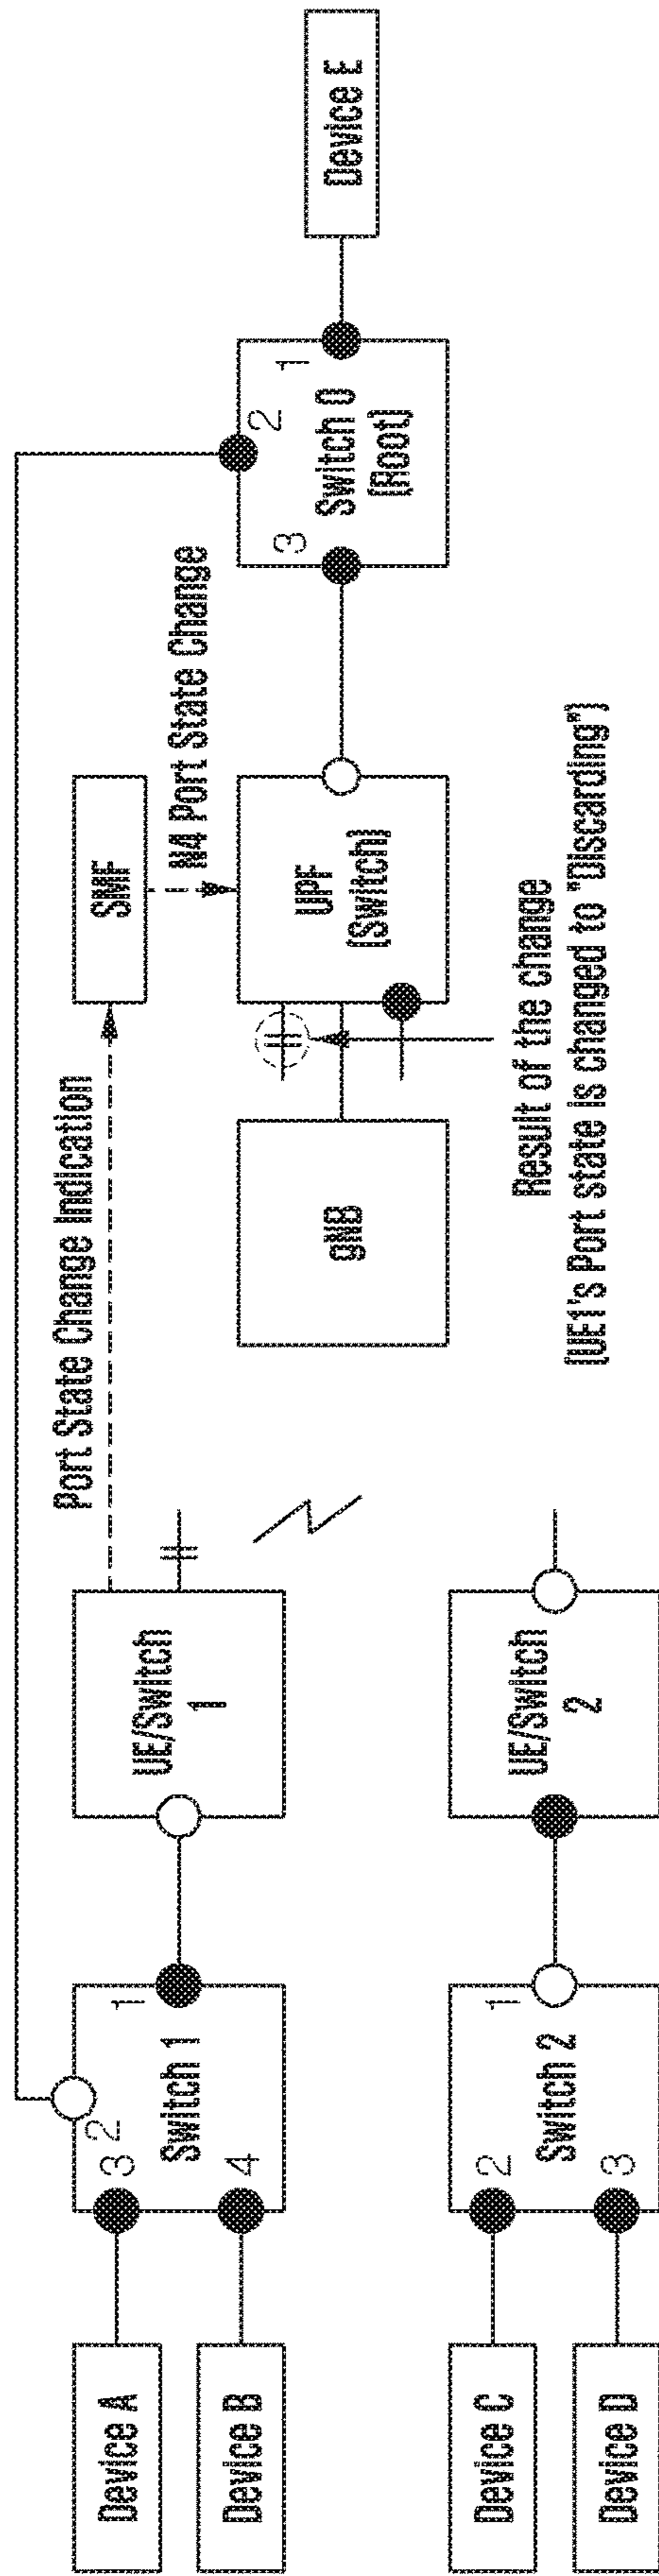 Port State Change Indication
SMF
N4 Port State Change
Device A
Device B
3
2
4
1
Switch 1
UE/Switch
1
gNB
UPF
(Switch)
3
2
1
Switch 0
(Root)
Device E
Device C
Device D
2
3
1
Switch 2
UE/Switch
2
Result of the change
(UE1's Port state is changed to "Discarding")